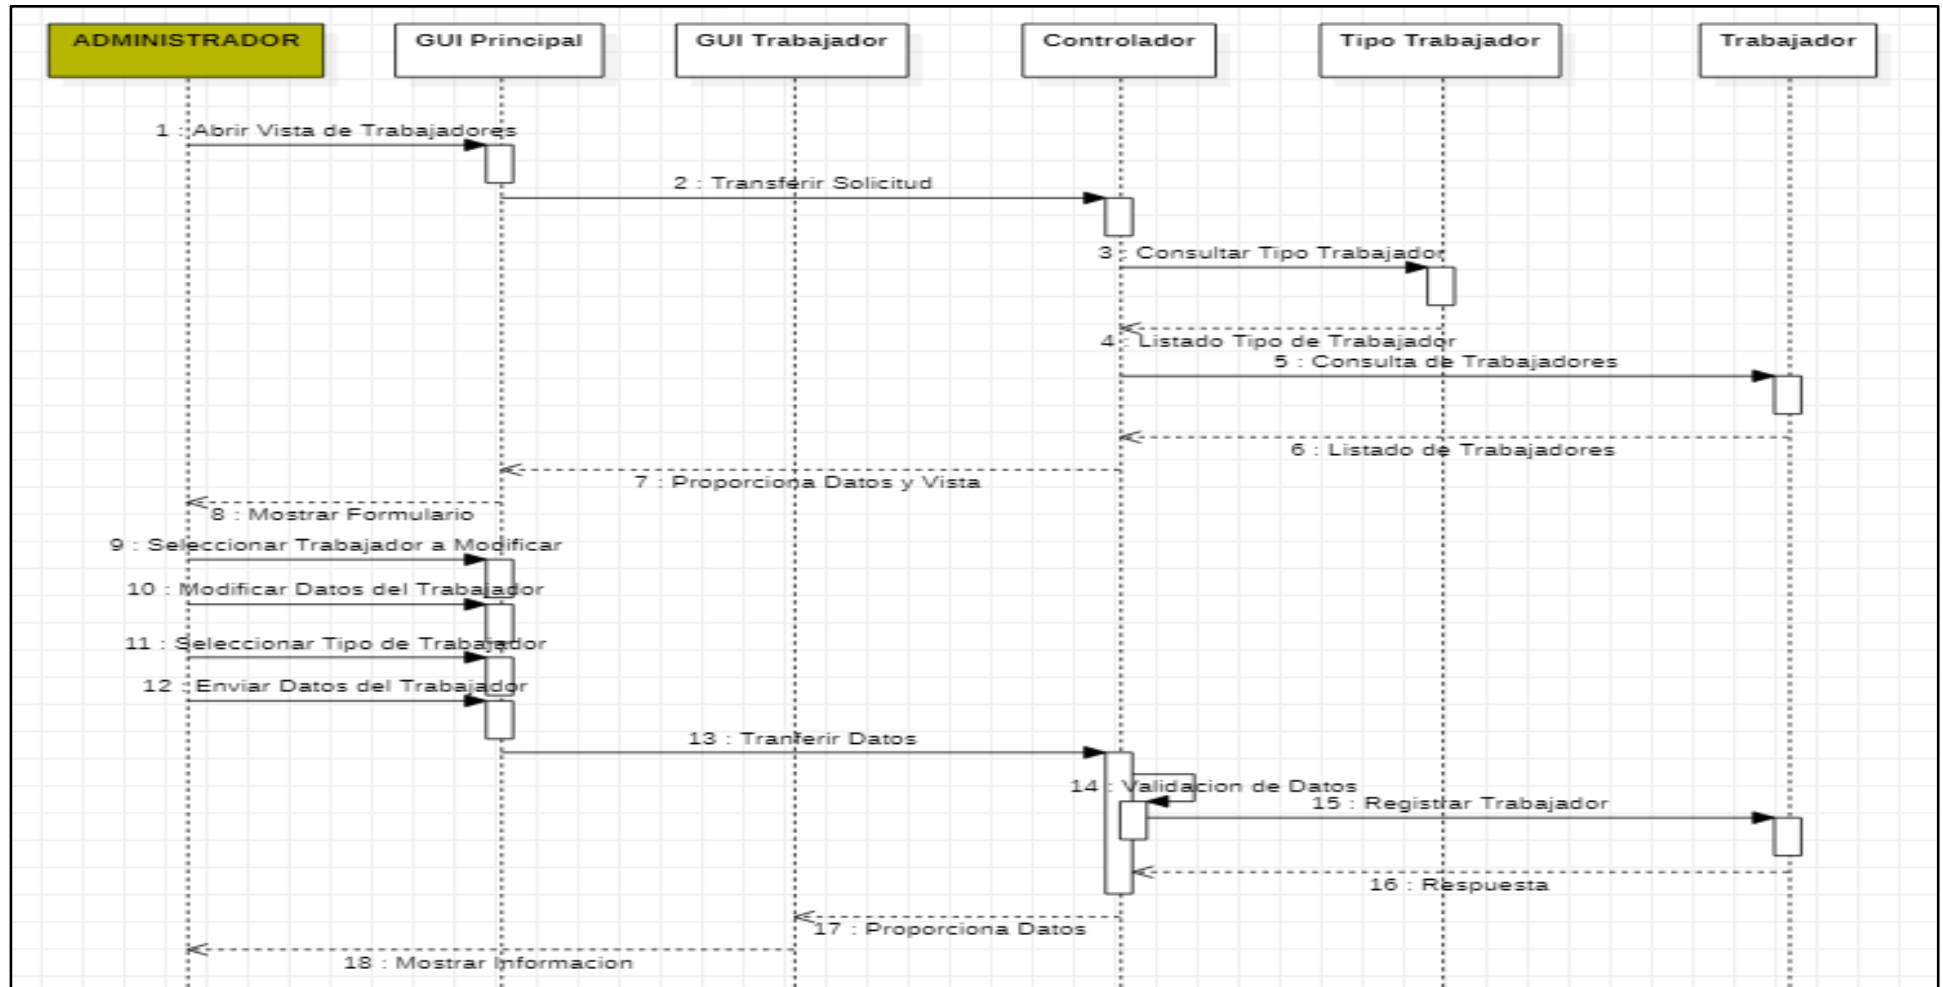 ADMINISTRADOR
GUI Principal
GUI Trabajador
Controlador
Tipo Trabajador
Trabajador
1 : Abrir Vista de Trabajadores
2 : Transferir Solicitud
3 : Consultar Tipo Trabajador
4 : Listado Tipo de Trabajador
5 : Consulta de Trabajadores
6 : Listado de Trabajadores
7 : Proporciona Datos y Vista
8 : Mostrar Formulario
9 : Seleccionar Trabajador a Modificar
10 : Modificar Datos del Trabajador
11 : Seleccionar Tipo de Trabajador
12 : Enviar Datos del Trabajador
13 : Tranferir Datos
14 : Validacion de Datos
15 : Registrar Trabajador
16 : Respuesta
17 : Proporciona Datos
18 : Mostrar Informacion